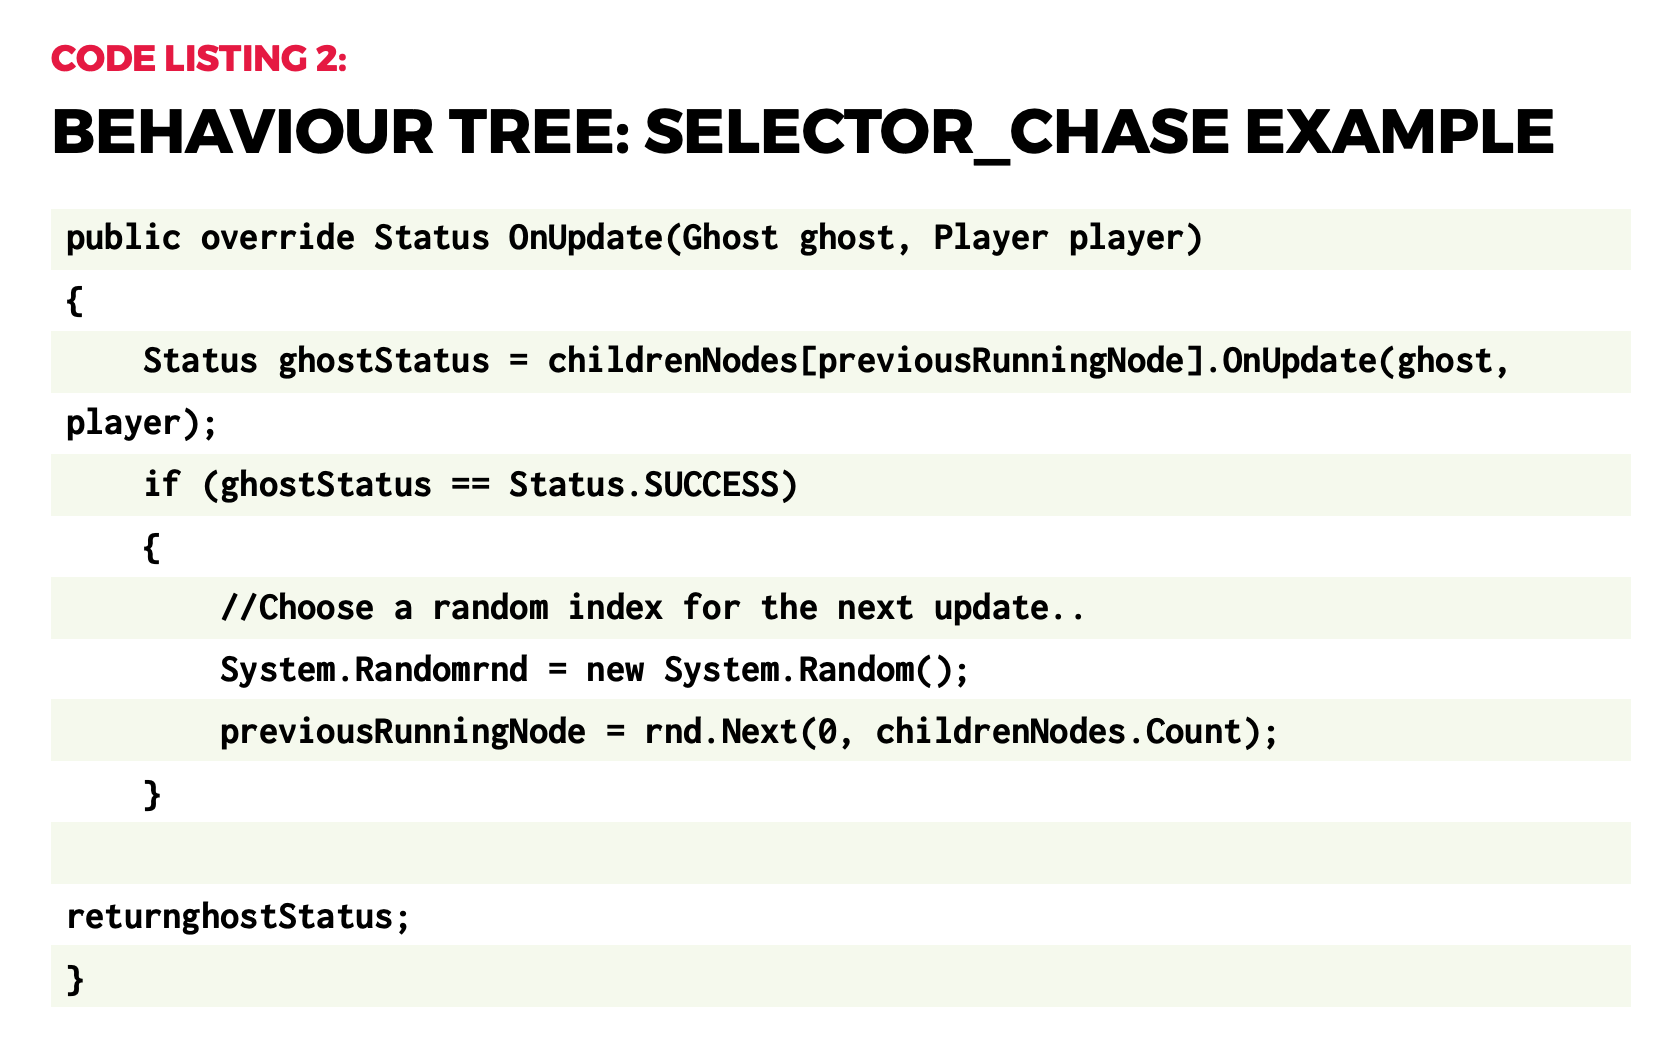 CODE LISTING 2:
BEHAVIOUR TREE: SELECTOR_CHASE EXAMPLE
public override Status OnUpdate(Ghost ghost, Player player)
{
    Status ghostStatus = childrenNodes[previousRunningNode].OnUpdate(ghost,
player);
    if (ghostStatus == Status.SUCCESS)
    {
        //Choose a random index for the next update..
        System.Randomrnd = new System.Random();
        previousRunningNode = rnd.Next(0, childrenNodes.Count);
    }
returnghostStatus;
}